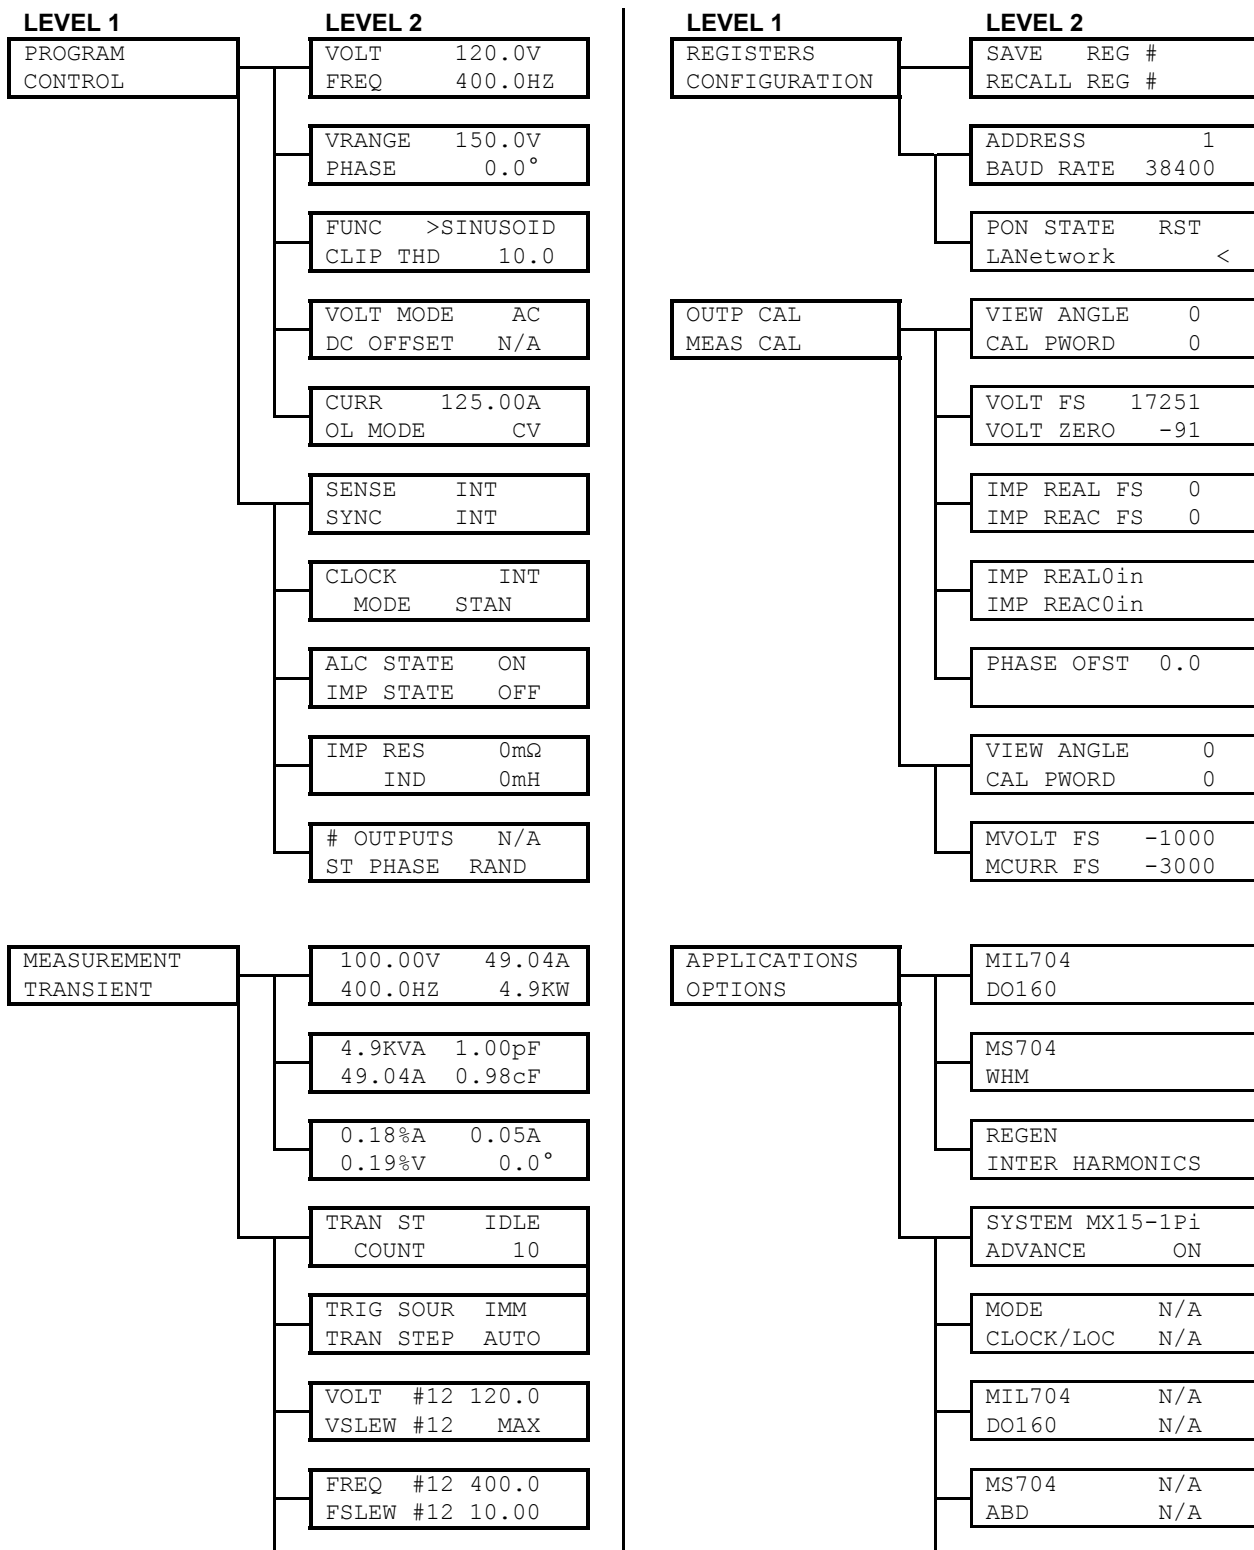 LEVEL 1 LEVEL 2
PROGRAM
CONTROL
VOLT 120.0V
FREQ 400.0HZ
VRANGE 150.0V
PHASE 0.0°
FUNC >SINUSOID
CLIP THD 10.0
VOLT MODE AC
DC OFFSET N/A
CURR 125.00A
OL MODE CV
SENSE INT
SYNC INT
CLOCK INT
MODE STAN
ALC STATE ON
IMP STATE OFF
IMP RES 0mΩ
IND 0mH
# OUTPUTS N/A
ST PHASE RAND
MEASUREMENT
TRANSIENT
100.00V 49.04A
400.0HZ 4.9KW
4.9KVA 1.00pF
49.04A 0.98cF
0.18%A 0.05A
0.19%V 0.0°
TRAN ST IDLE
COUNT 10
TRIG SOUR IMM
TRAN STEP AUTO
VOLT #12 120.0
VSLEW #12 MAX
FREQ #12 400.0
FSLEW #12 10.00
LEVEL 1 LEVEL 2
REGISTERS
CONFIGURATION
SAVE REG #
RECALL REG #
ADDRESS 1
BAUD RATE 38400
PON STATE RST
LANetwork <
OUTP CAL
MEAS CAL
VIEW ANGLE 0
CAL PWORD 0
VOLT FS 17251
VOLT ZERO -91
IMP REAL FS 0
IMP REAC FS 0
IMP REAL0in
IMP REAC0in
PHASE OFST 0.0
VIEW ANGLE 0
CAL PWORD 0
MVOLT FS -1000
MCURR FS -3000
APPLICATIONS
OPTIONS
MIL704
DO160
MS704
WHM
REGEN
INTER HARMONICS
SYSTEM MX15-1Pi
ADVANCE ON
MODE N/A
CLOCK/LOC N/A
MIL704 N/A
DO160 N/A
MS704 N/A
ABD N/A